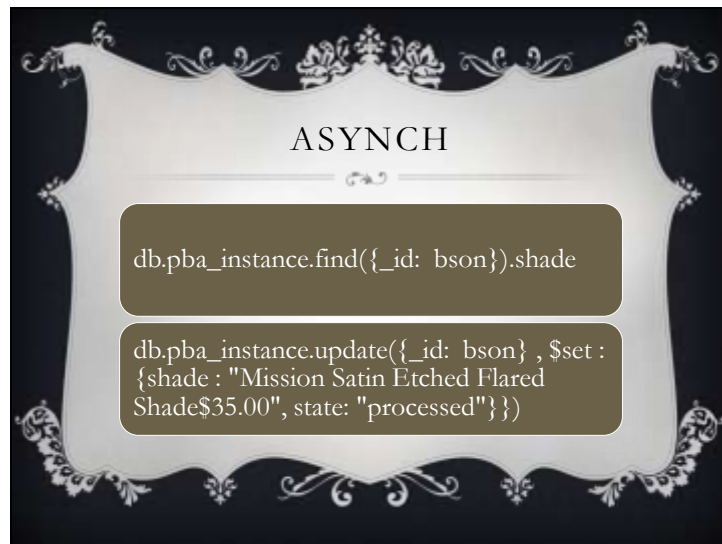 ASYNCH
db.pba_instance.find({_id: bson}).shade
db.pba_instance.update({_id: bson} , $set :
{shade : "Mission Satin Etched Flared
Shade$35.00", state: "processed"}})